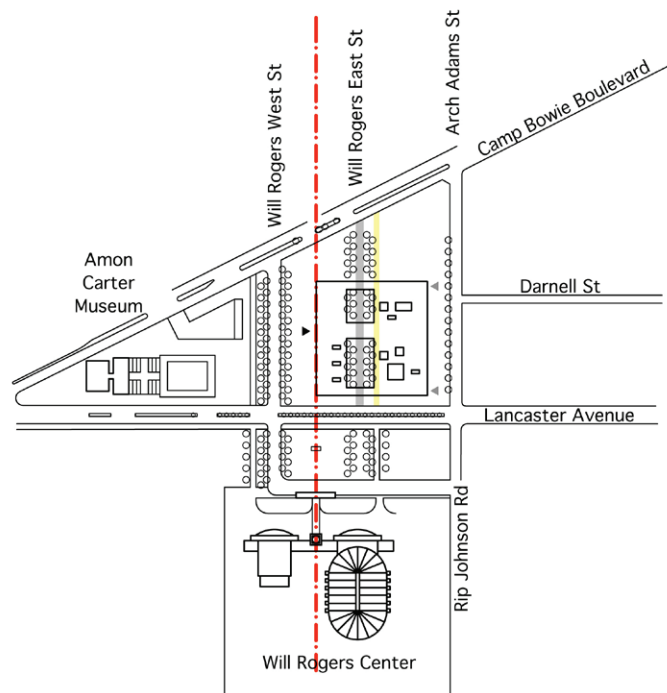 Will Rogers West St
Will Rogers East St
Arch Adams St
Camp Bowie Boulevard
Amon
Carter
Museum
Darnell St
Lancaster Avenue
Rip Johnson Rd
Will Rogers Center